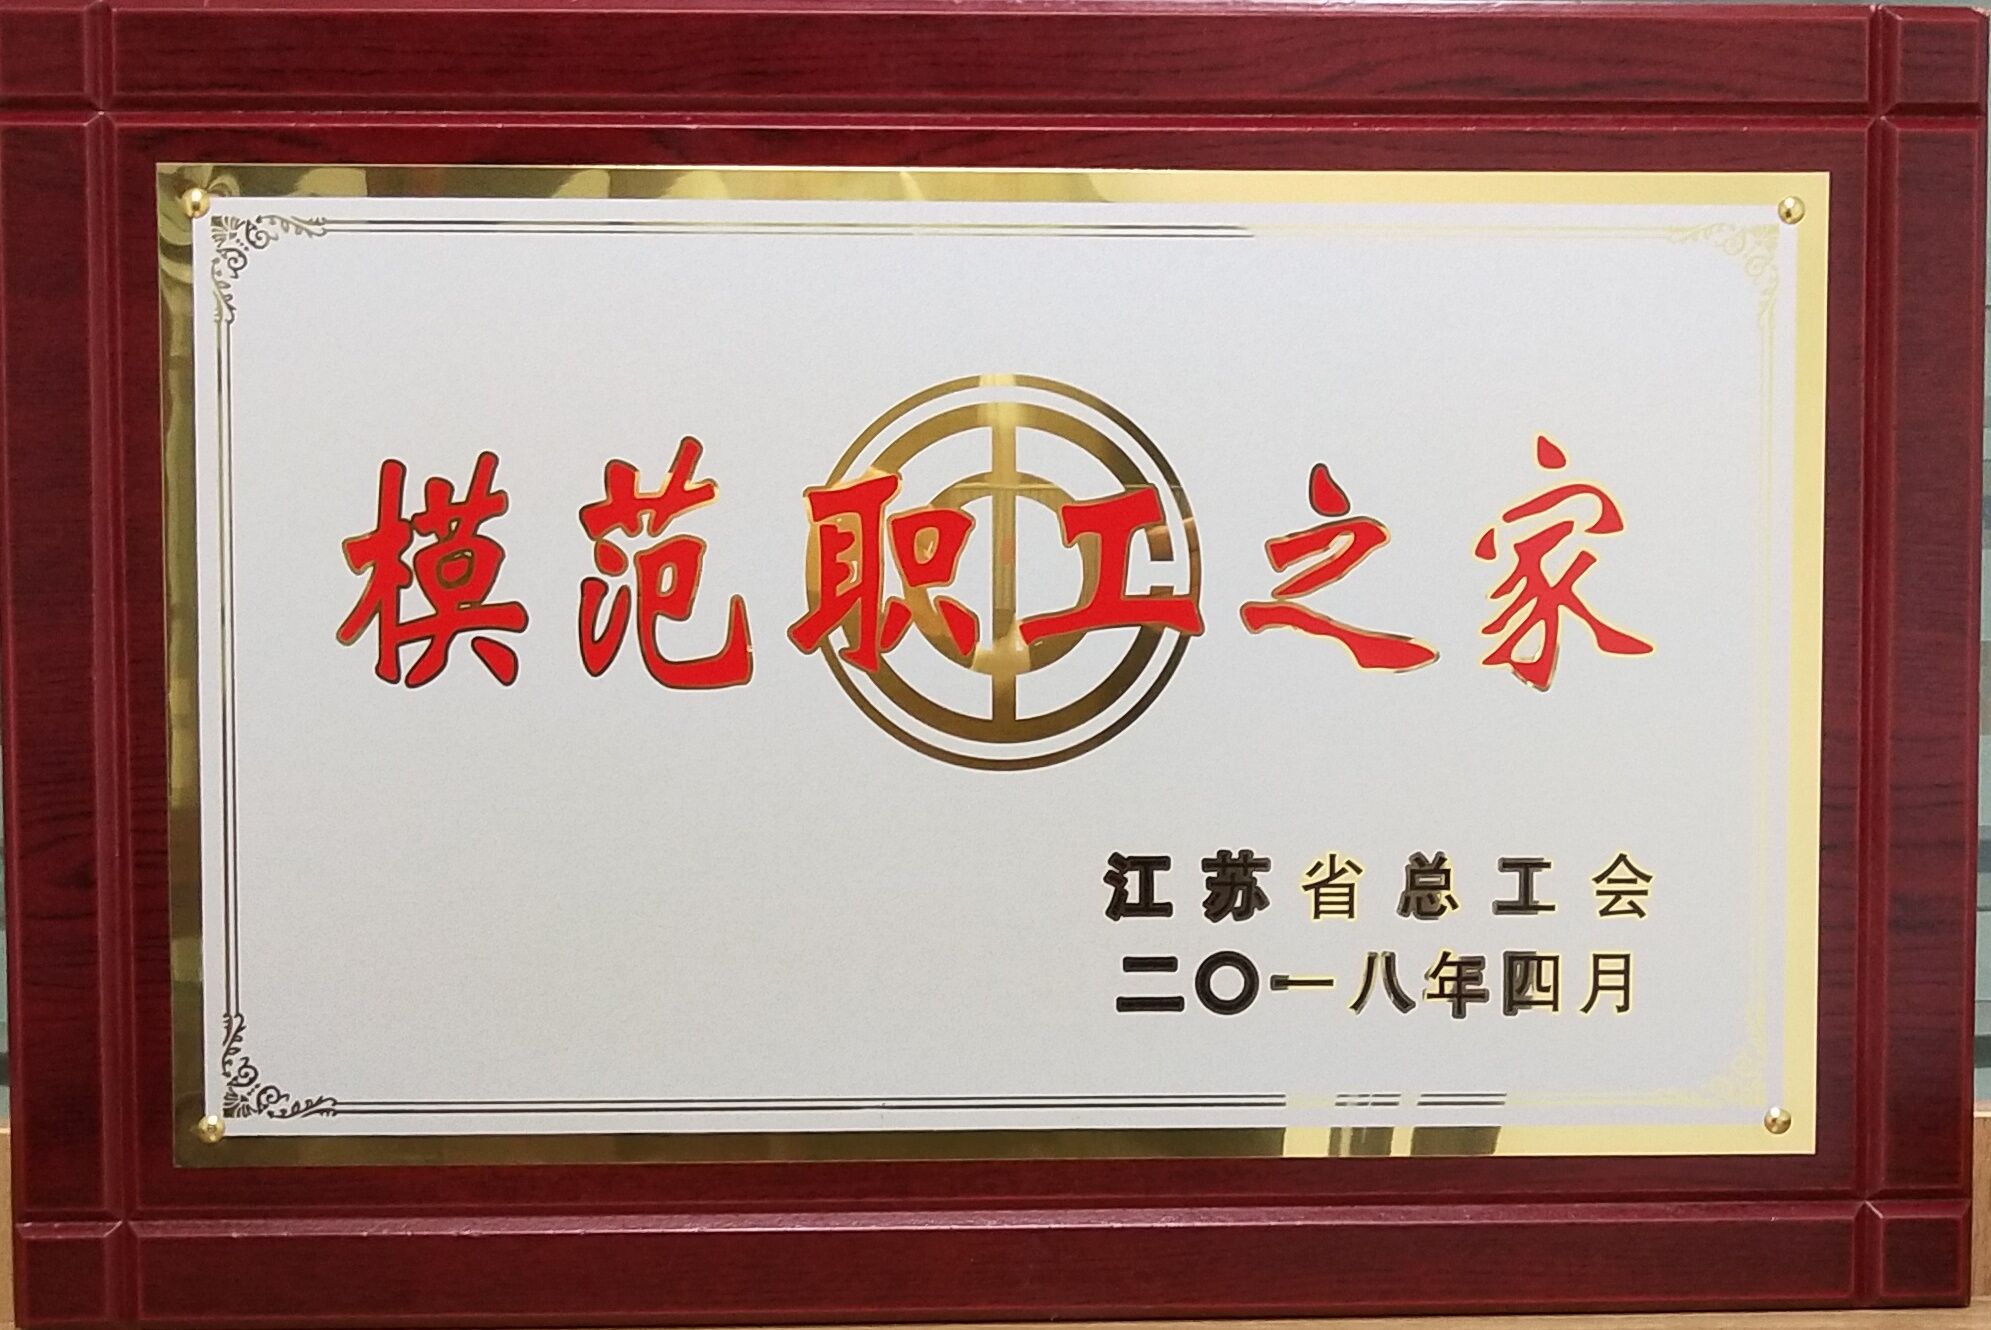 模范职工之家
江苏省总工会
二〇一八年四月